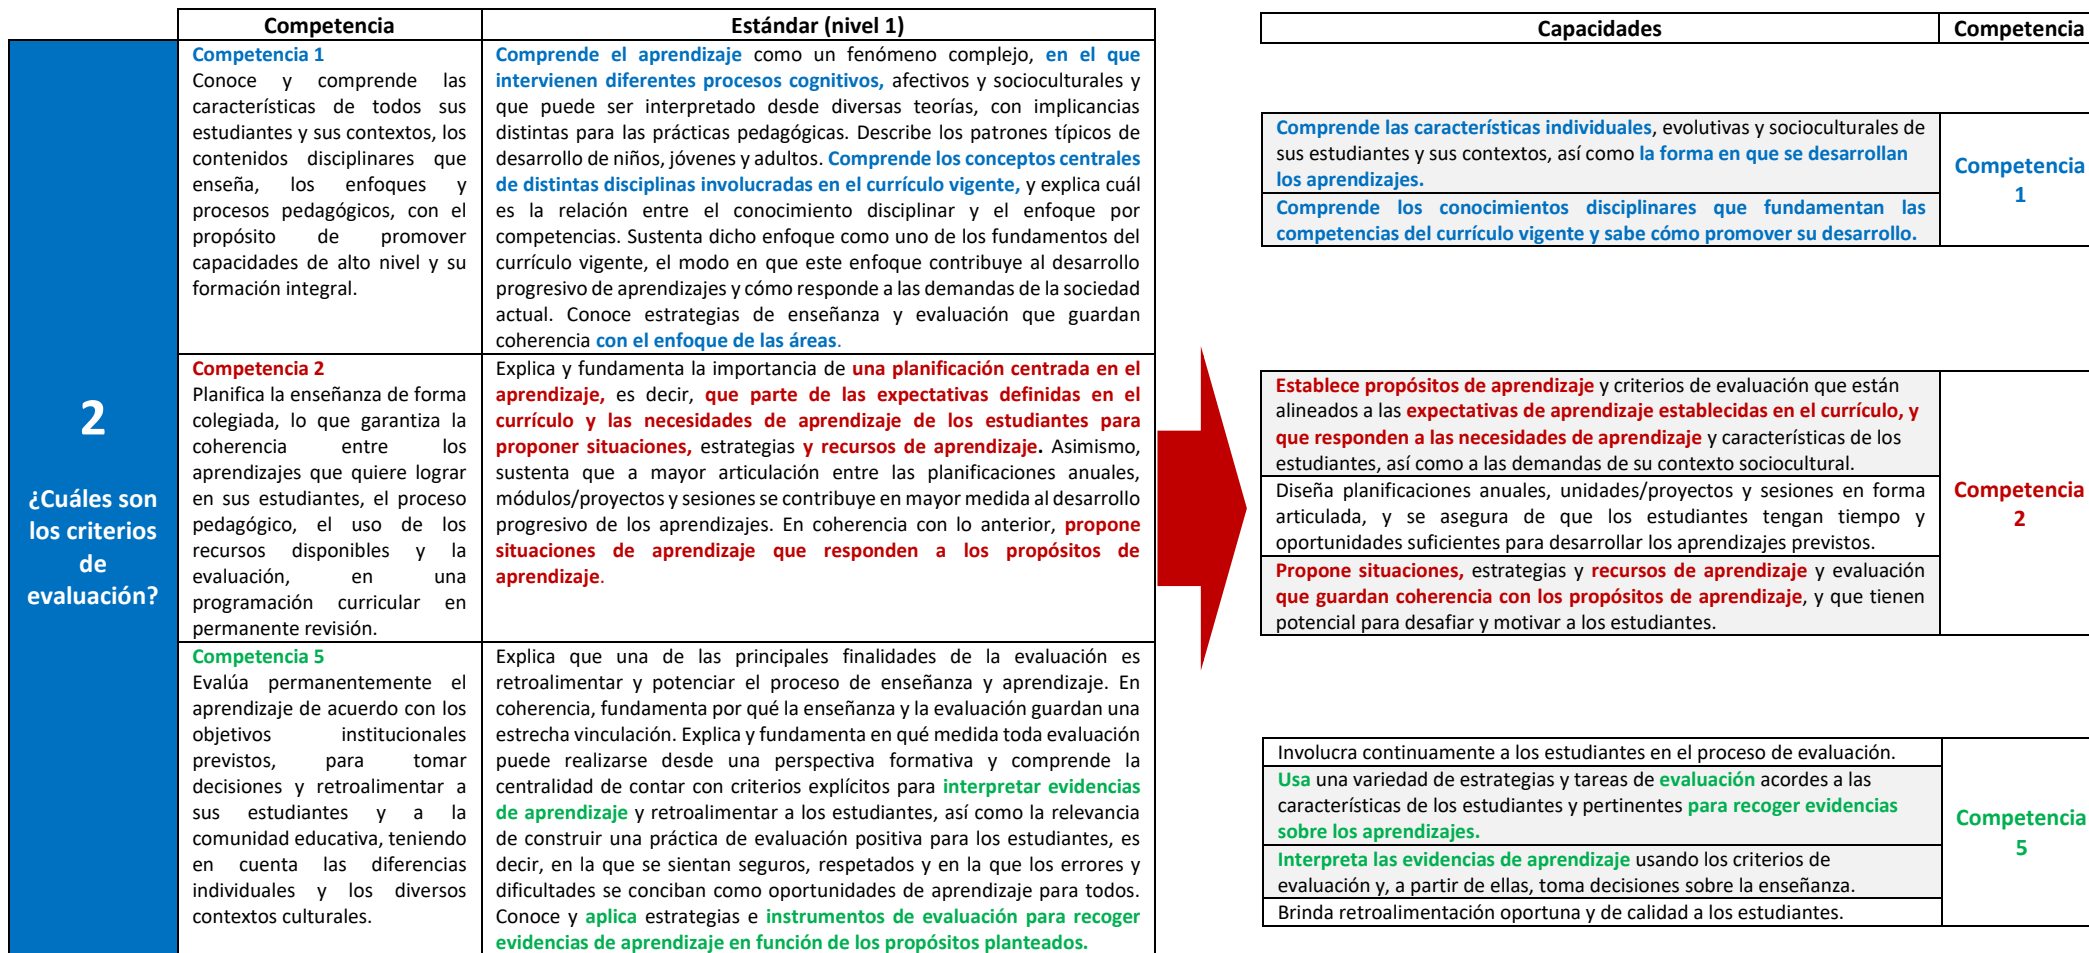 Competencia
Estándar (nivel 1)
2
¿Cuáles son
los criterios
de
evaluación?
Competencia 1
Conoce y comprende las
características de todos sus
estudiantes y sus contextos, los
contenidos disciplinares que
enseña, los enfoques y
procesos pedagógicos, con el
propósito de promover
capacidades de alto nivel y su
formación integral.
Comprende el aprendizaje como un fenómeno complejo, en el que
intervienen diferentes procesos cognitivos, afectivos y socioculturales y
que puede ser interpretado desde diversas teorías, con implicancias
distintas para las prácticas pedagógicas. Describe los patrones típicos de
desarrollo de niños, jóvenes y adultos. Comprende los conceptos centrales
de distintas disciplinas involucradas en el currículo vigente, y explica cuál
es la relación entre el conocimiento disciplinar y el enfoque por
competencias. Sustenta dicho enfoque como uno de los fundamentos del
currículo vigente, el modo en que este enfoque contribuye al desarrollo
progresivo de aprendizajes y cómo responde a las demandas de la sociedad
actual. Conoce estrategias de enseñanza y evaluación que guardan
coherencia con el enfoque de las áreas.
Competencia 2
Planifica la enseñanza de forma
colegiada, lo que garantiza la
coherencia entre los
aprendizajes que quiere lograr
en sus estudiantes, el proceso
pedagógico, el uso de los
recursos disponibles y la
evaluación, en una
programación curricular en
permanente revisión.
Explica y fundamenta la importancia de una planificación centrada en el
aprendizaje, es decir, que parte de las expectativas definidas en el
currículo y las necesidades de aprendizaje de los estudiantes para
proponer situaciones, estrategias y recursos de aprendizaje. Asimismo,
sustenta que a mayor articulación entre las planificaciones anuales,
módulos/proyectos y sesiones se contribuye en mayor medida al desarrollo
progresivo de los aprendizajes. En coherencia con lo anterior, propone
situaciones de aprendizaje que responden a los propósitos de
aprendizaje.
Competencia 5
Evalúa permanentemente el
aprendizaje de acuerdo con los
objetivos institucionales
previstos, para tomar
decisiones y retroalimentar a
sus estudiantes y a la
comunidad educativa, teniendo
en cuenta las diferencias
individuales y los diversos
contextos culturales.
Explica que una de las principales finalidades de la evaluación es
retroalimentar y potenciar el proceso de enseñanza y aprendizaje. En
coherencia, fundamenta por qué la enseñanza y la evaluación guardan una
estrecha vinculación. Explica y fundamenta en qué medida toda evaluación
puede realizarse desde una perspectiva formativa y comprende la
centralidad de contar con criterios explícitos para interpretar evidencias
de aprendizaje y retroalimentar a los estudiantes, así como la relevancia
de construir una práctica de evaluación positiva para los estudiantes, es
decir, en la que se sientan seguros, respetados y en la que los errores y
dificultades se conciban como oportunidades de aprendizaje para todos.
Conoce y aplica estrategias e instrumentos de evaluación para recoger
evidencias de aprendizaje en función de los propósitos planteados.
Capacidades
Competencia
Comprende las características individuales, evolutivas y socioculturales de
sus estudiantes y sus contextos, así como la forma en que se desarrollan
los aprendizajes.
Comprende los conocimientos disciplinares que fundamentan las
competencias del currículo vigente y sabe cómo promover su desarrollo.
Competencia
1
Establece propósitos de aprendizaje y criterios de evaluación que están
alineados a las expectativas de aprendizaje establecidas en el currículo, y
que responden a las necesidades de aprendizaje y características de los
estudiantes, así como a las demandas de su contexto sociocultural.
Diseña planificaciones anuales, unidades/proyectos y sesiones en forma
articulada, y se asegura de que los estudiantes tengan tiempo y
oportunidades suficientes para desarrollar los aprendizajes previstos.
Propone situaciones, estrategias y recursos de aprendizaje y evaluación
que guardan coherencia con los propósitos de aprendizaje, y que tienen
potencial para desafiar y motivar a los estudiantes.
Competencia
2
Involucra continuamente a los estudiantes en el proceso de evaluación.
Usa una variedad de estrategias y tareas de evaluación acordes a las
características de los estudiantes y pertinentes para recoger evidencias
sobre los aprendizajes.
Interpreta las evidencias de aprendizaje usando los criterios de
evaluación y, a partir de ellas, toma decisiones sobre la enseñanza.
Brinda retroalimentación oportuna y de calidad a los estudiantes.
Competencia
5